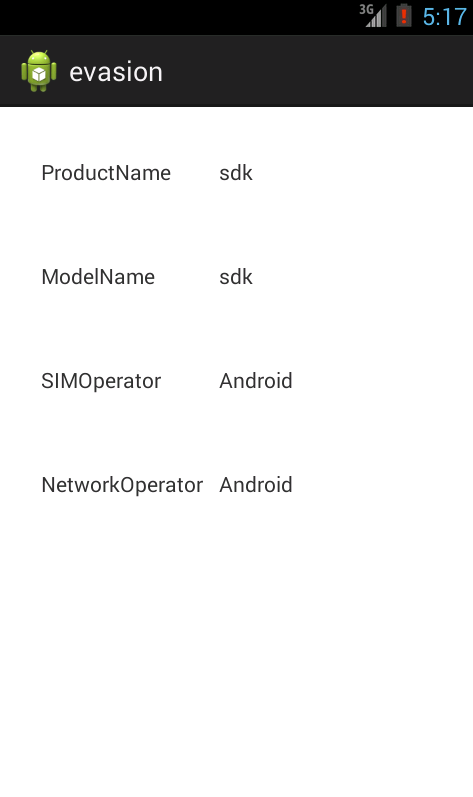 3G 5:17
evasion
ProductName sdk
ModelName sdk
SIMOperator Android
NetworkOperator Android